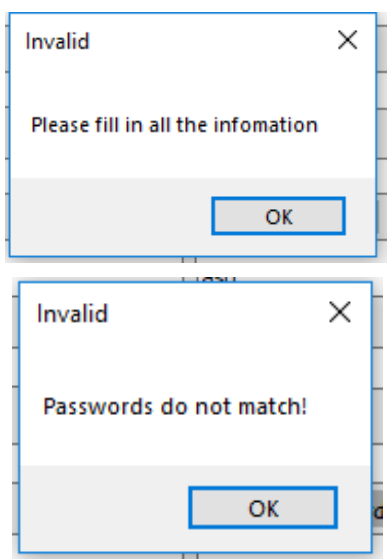 Invalid
Please fill in all the infomation
OK
Invalid
Passwords do not match!
OK